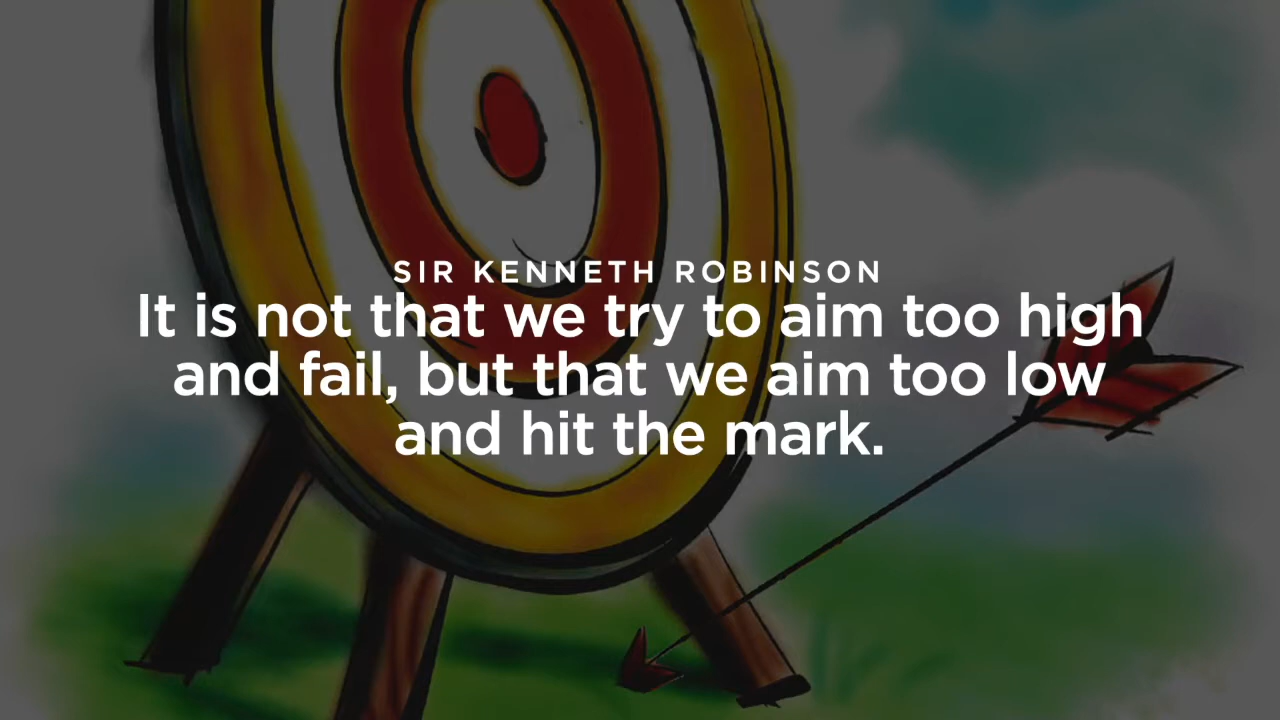 SIR KENNETH ROBINSON
It is not that we try to aim too high
and fail, but that we aim too low
and hit the mark.